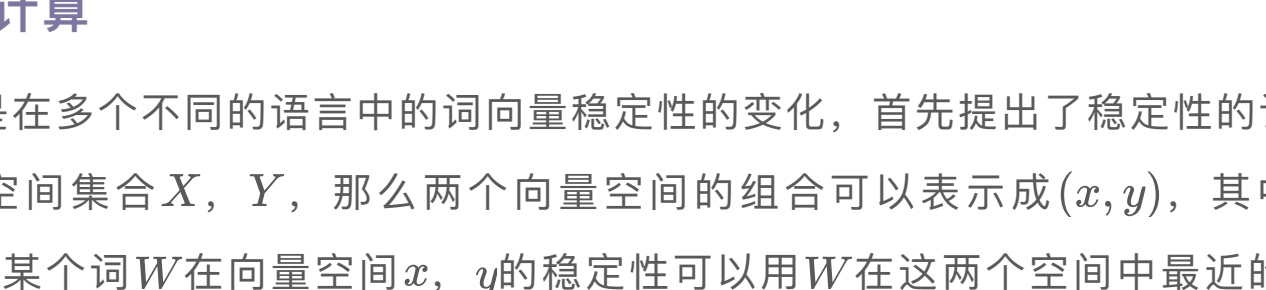 计算
是在多个不同的语言中的词向量稳定性的变化，首先提出了稳定性的
空间集合X，Y，那么两个向量空间的组合可以表示成(x, y)，其中
某个词W在向量空间x，y的稳定性可以用W在这两个空间中最近的